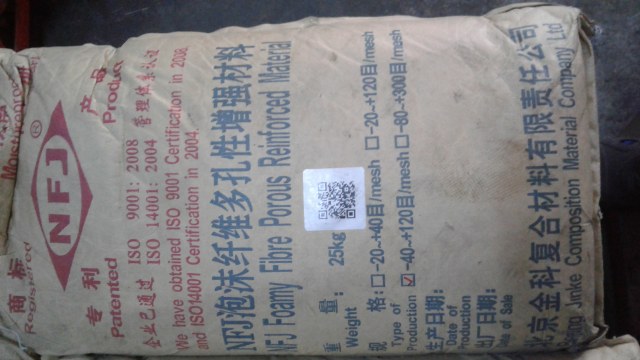 商标
Registered
Moistureproof
NFJ
®
专利
Patented
产品
Product
企业已通过 ISO 9001: 2008 管理体系认证
ISO 14001: 2004
We have obtained ISO 9001 Certification in 2008
and ISO14001 Certification in 2004.
NFJ泡沫纤维多孔性增强材料
NFJ Foamy Fibre Porous Reinforced Material
重量: 25kg
Weight
规格: □-20~+40目/mesh □-20~+120目/mesh
Type of
Production ☑-40~+120目/mesh □-80~+300目/mesh
生产日期:
Date of
Production
出厂日期:
Date of Sale
北京金科复合材料有限责任公司
Beijing Jinke Composition Material Company Ltd